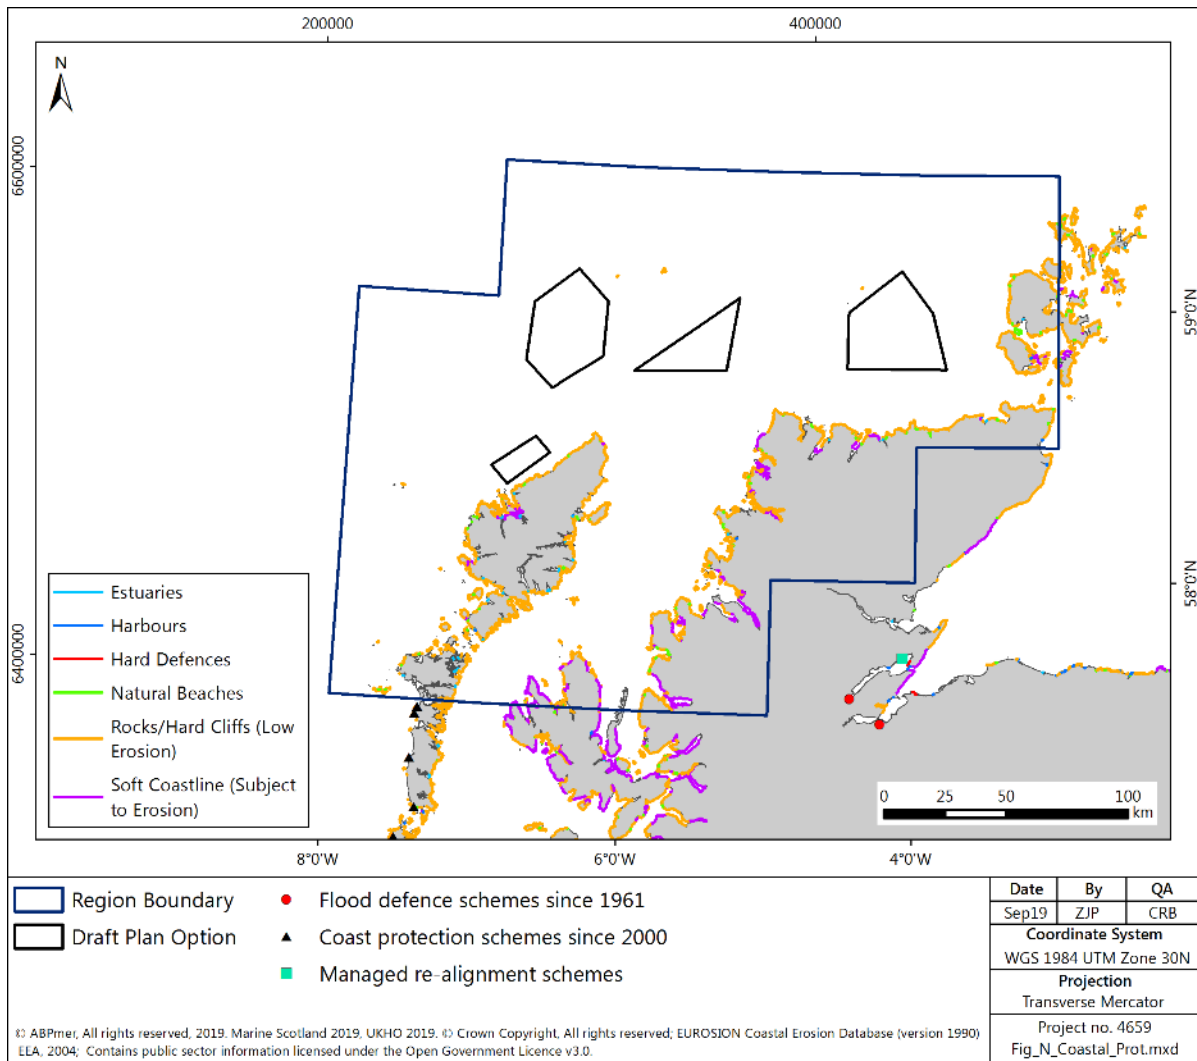 200000
400000
N
6600000
59°0'N
58°0'N
6400000
Estuaries
Harbours
Hard Defences
Natural Beaches
Rocks/Hard Cliffs (Low
Erosion)
Soft Coastline (Subject
to Erosion)
0 25 50 100
km
8°0'W
6°0'W
4°0'W
Region Boundary
Draft Plan Option
Flood defence schemes since 1961
Coast protection schemes since 2000
Managed re-alignment schemes
Date By QA
Sep19 ZJP CRB
Coordinate System
WGS 1984 UTM Zone 30N
Projection
Transverse Mercator
Project no. 4659
Fig_N_Coastal_Prot.mxd
© ABPmer, All rights reserved, 2019. Marine Scotland 2019, UKHO 2019. © Crown Copyright, All rights reserved; EUROSION Coastal Erosion Database (version 1990)
EEA, 2004; Contains public sector information licensed under the Open Government Licence v3.0.